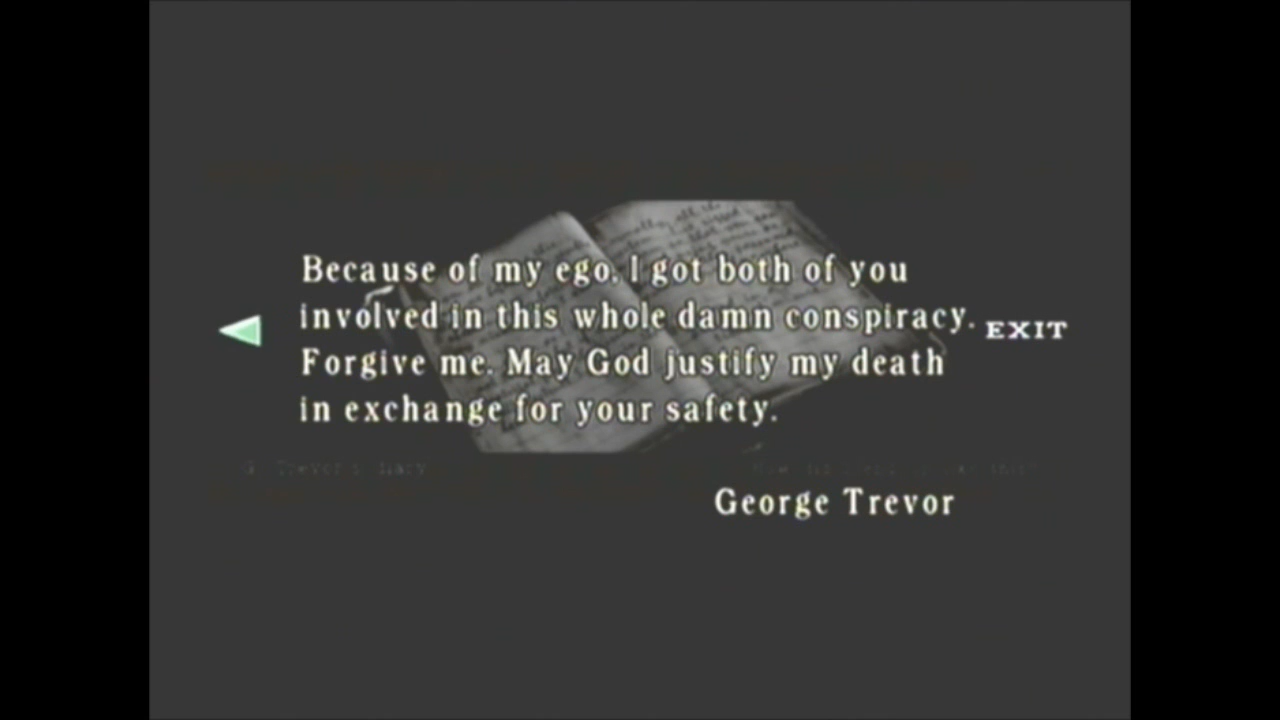 Because of my ego, I got both of you
involved in this whole damn conspiracy.
EXIT
Forgive me. May God justify my death
in exchange for your safety.
George Trevor